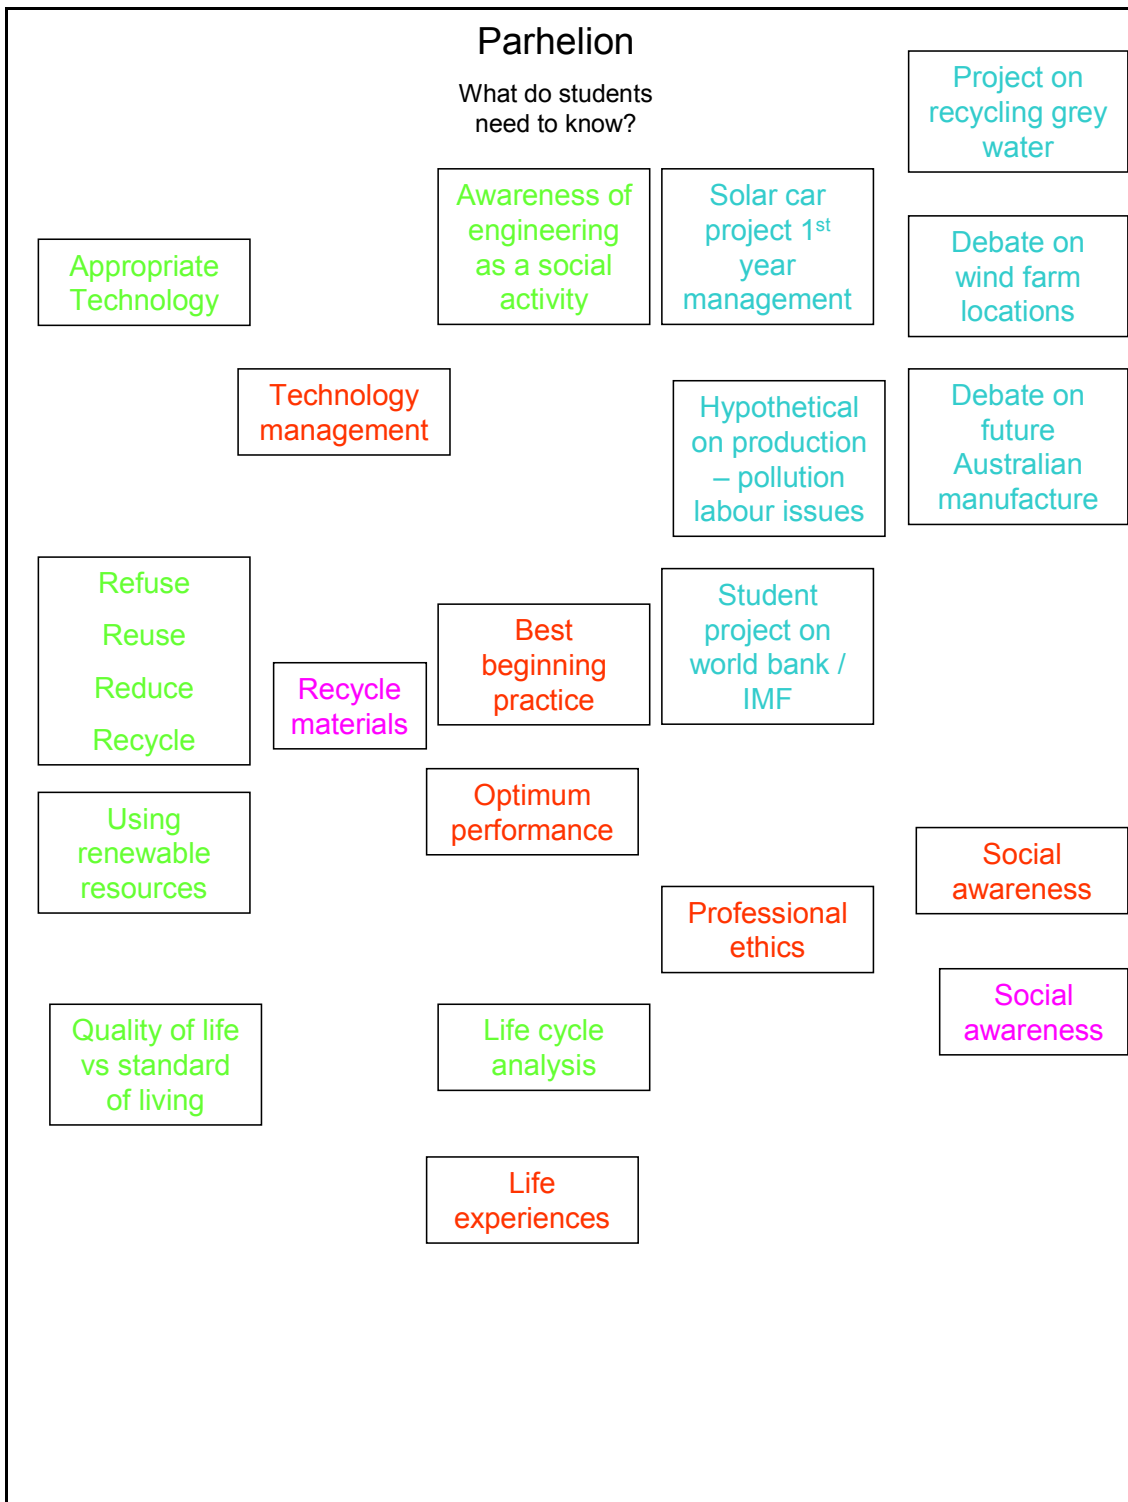 Parhelion
What do students
need to know?
Project on
recycling grey
water
Awareness of
engineering
as a social
activity
Solar car
project 1st
year
management
Debate on
wind farm
locations
Appropriate
Technology
Technology
management
Hypothetical
on production
– pollution
labour issues
Debate on
future
Australian
manufacture
Refuse
Reuse
Reduce
Recycle
Recycle
materials
Best
beginning
practice
Student
project on
world bank /
IMF
Optimum
performance
Using
renewable
resources
Social
awareness
Professional
ethics
Social
awareness
Quality of life
vs standard
of living
Life cycle
analysis
Life
experiences